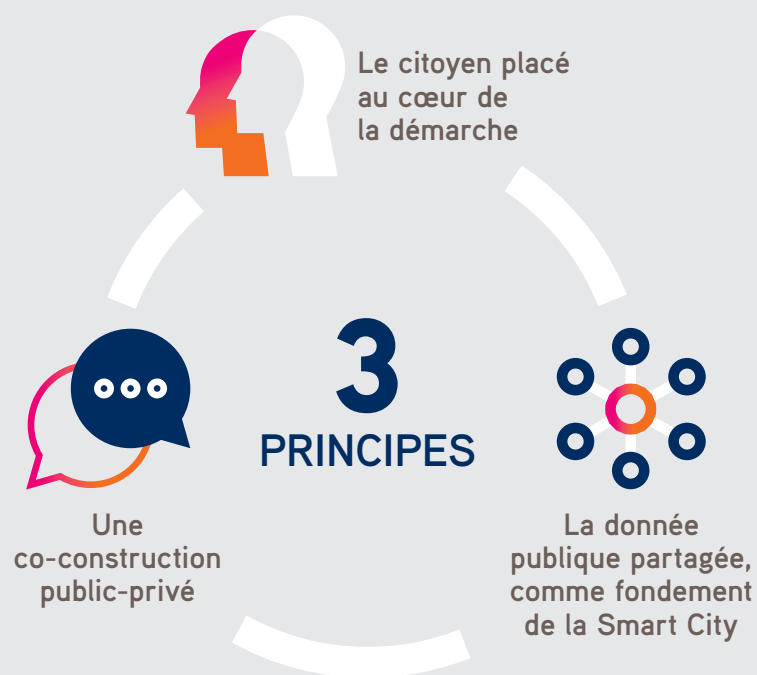 Le citoyen placé
au cœur de
la démarche
3
PRINCIPES
Une
co-construction
public-privé
La donnée
publique partagée,
comme fondement
de la Smart City